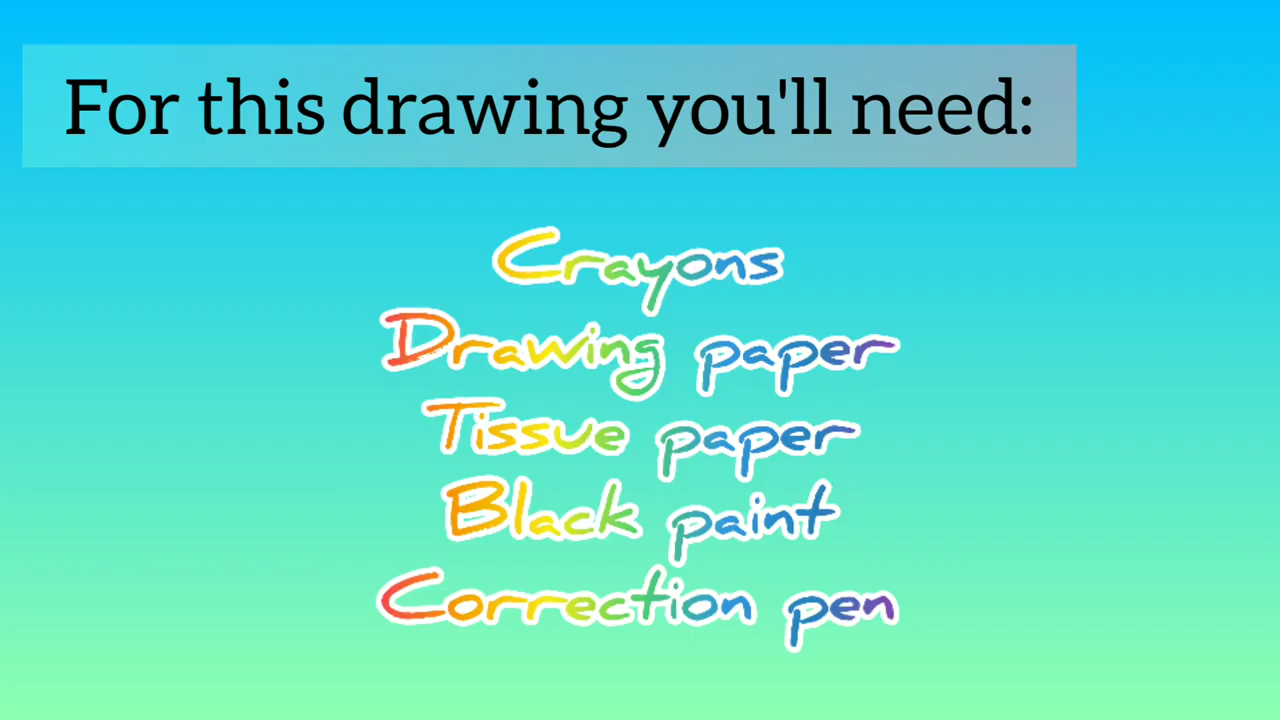 For this drawing you'll need:
Crayons
Drawing paper
Tissue paper
Black paint
Correction pen